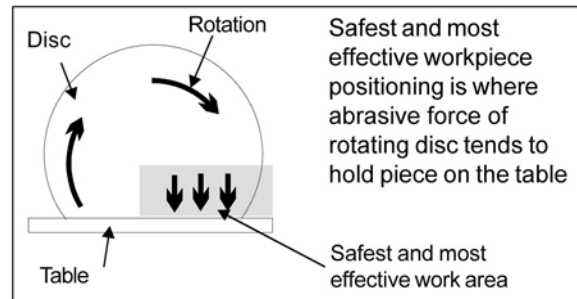 Disc
Rotation
Safest and most
effective workpiece
positioning is where
abrasive force of
rotating disc tends to
hold piece on the table
Table
Safest and most
effective work area